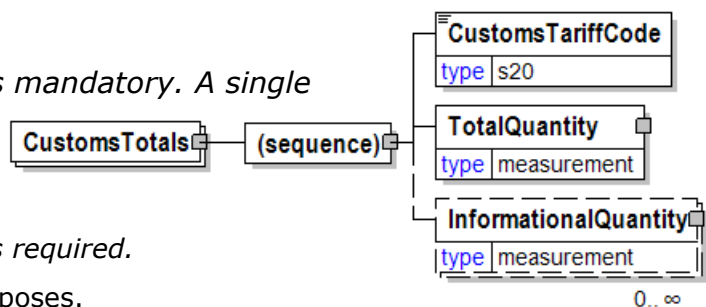 CustomsTariffCode
type s20
s mandatory. A single
TotalQuantity
CustomsTotals
(sequence)
type measurement
InformationalQuantity
s required.
type measurement
poses.
0..∞